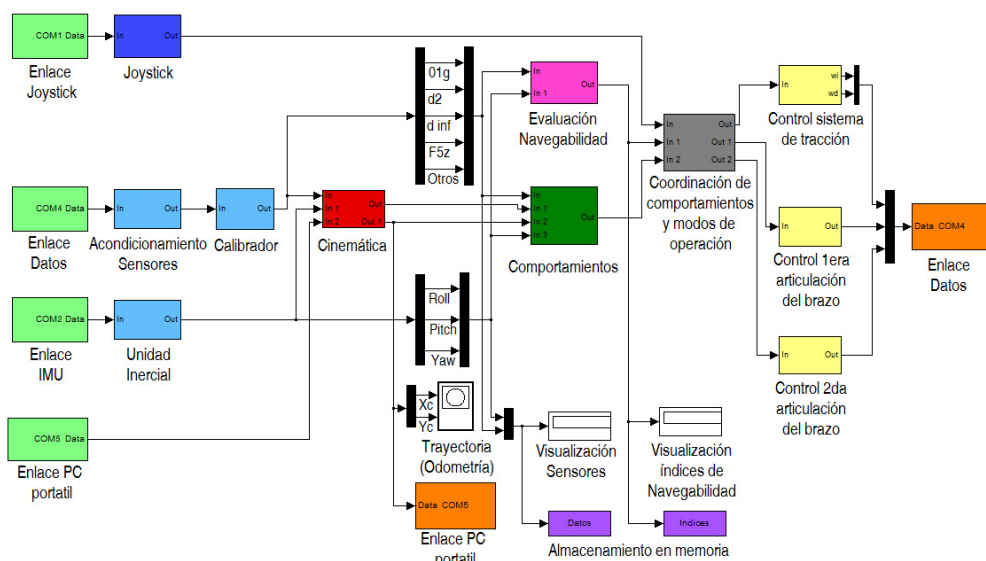 COM1 Data
Enlace
Joystick
In Out
Joystick
01g
d2
d inf
F5z
Otros
In
In 1
Out
Evaluación
Navegabilidad
In
In 1
In 2
Out
Out 1
Out 2
Coordinación de
comportamientos
y modos de
operación
In
wi
wd
Control sistema
de tracción
COM4 Data
Enlace
Datos
In Out
Acondicionamiento
Sensores
In Out
Calibrador
In
In 1
In 2
Out
Out 1
Cinemática
In
In 1
In 2
In 3
Out
Comportamientos
In Out
Control 1era
articulación
del brazo
Data COM4
Enlace
Datos
COM2 Data
Enlace
IMU
In Out
Unidad
Inercial
Roll
Pitch
Yaw
In Out
Control 2da
articulación
del brazo
COM5 Data
Enlace PC
portatil
Xc
Yc
Trayectoria
(Odometría)
Visualización
Sensores
Visualización
índices de
Navegabilidad
Data COM5
Enlace PC
portatil
Datos
Indices
Almacenamiento en memoria